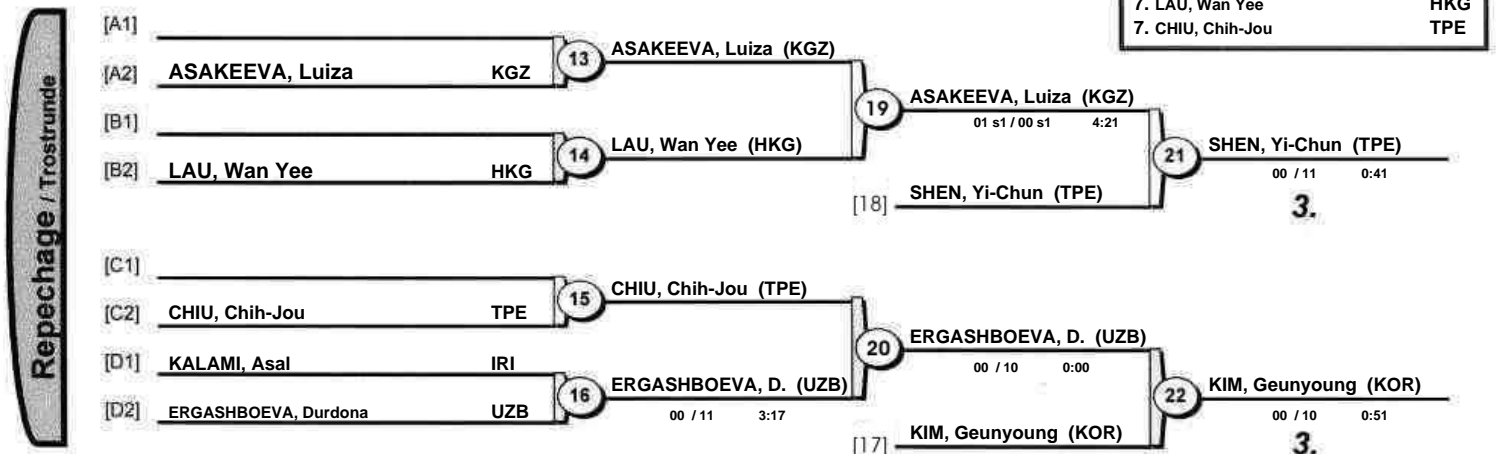 7. LAU, Wan Yee HKG
7. CHIU, Chih-Jou TPE
Repechage / Trostrunde
[A1]
[A2] ASAKEEVA, Luiza KGZ
13 ASAKEEVA, Luiza (KGZ)
[B1]
[B2] LAU, Wan Yee HKG
14 LAU, Wan Yee (HKG)
19 ASAKEEVA, Luiza (KGZ)
01 s1 / 00 s1 4:21
[18] SHEN, Yi-Chun (TPE)
21 SHEN, Yi-Chun (TPE)
00 / 11 0:41
3.
[C1]
[C2] CHIU, Chih-Jou TPE
15 CHIU, Chih-Jou (TPE)
[D1] KALAMI, Asal IRI
[D2] ERGASHBOEVA, Durdona UZB
16 ERGASHBOEVA, D. (UZB)
00 / 11 3:17
20 ERGASHBOEVA, D. (UZB)
00 / 10 0:00
[17] KIM, Geunyoung (KOR)
22 KIM, Geunyoung (KOR)
00 / 10 0:51
3.